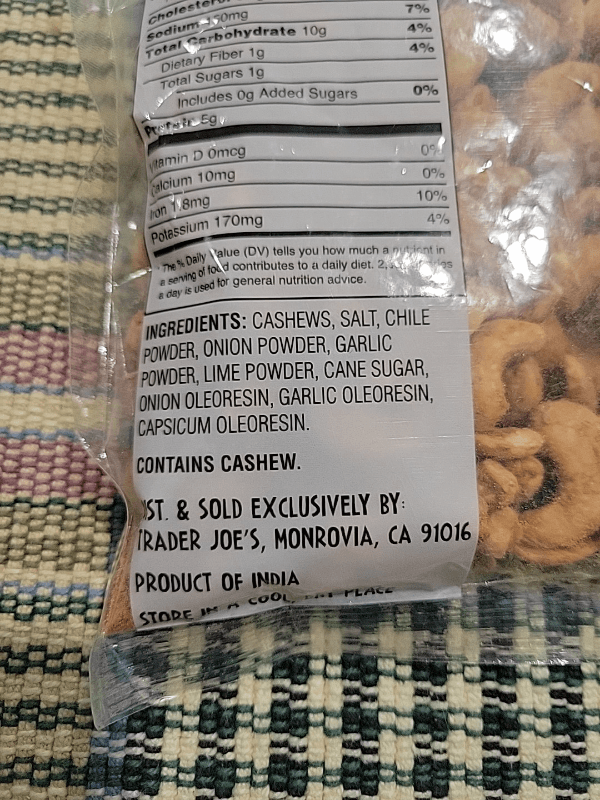 Cholesterol
Sodium 150mg 7%
Total Carbohydrate 10g 4%
Dietary Fiber 1g 4%
Total Sugars 1g
Includes 0g Added Sugars 0%
Protein 5g
Vitamin D 0mcg 0%
Calcium 10mg 0%
Iron 1.8mg 10%
Potassium 170mg 4%
* The % Daily Value (DV) tells you how much a nutrient in
a serving of food contributes to a daily diet.
a day is used for general nutrition advice.
INGREDIENTS: CASHEWS, SALT, CHILE
POWDER, ONION POWDER, GARLIC
POWDER, LIME POWDER, CANE SUGAR,
ONION OLEORESIN, GARLIC OLEORESIN,
CAPSICUM OLEORESIN.
CONTAINS CASHEW.
DIST. & SOLD EXCLUSIVELY BY:
TRADER JOE'S, MONROVIA, CA 91016
PRODUCT OF INDIA
STORE IN A COOL, DRY PLACE